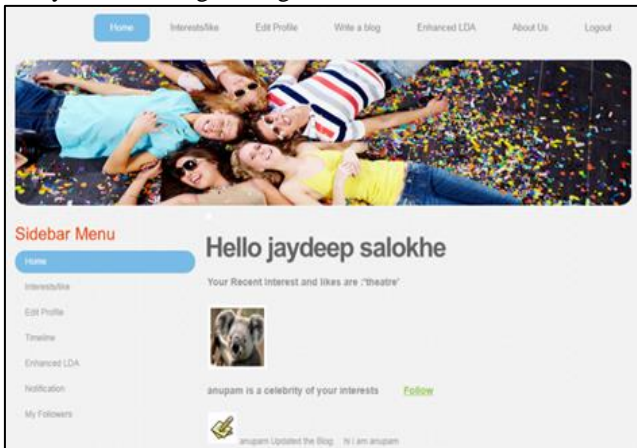 Home Interests/like Edit Profile Write a blog Enhanced LDA About Us Logout
Sidebar Menu
Home
Interests/like
Edit Profile
Timeline
Enhanced LDA
Notification
My Followers
Hello jaydeep salokhe
Your Recent Interest and likes are :'theatre'
anupam is a celebrity of your interests Follow
anupam Updated the Blog hi i am anupam